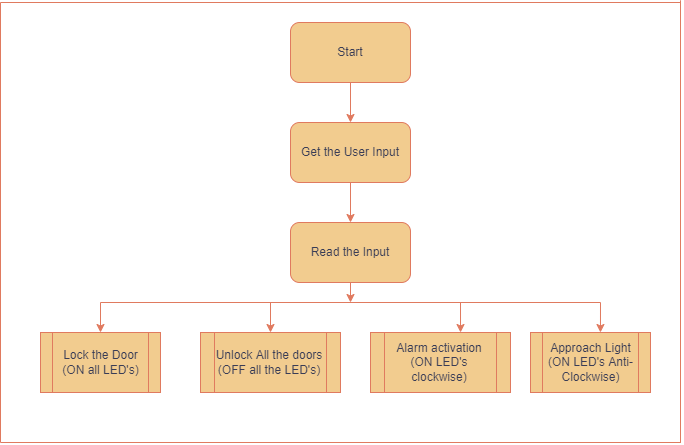 Start
Get the User Input
Read the Input
Lock the Door
(ON all LED's)
Unlock All the doors
(OFF all the LED's)
Alarm activation
(ON LED's
clockwise)
Approach Light
(ON LED's Anti-
Clockwise)